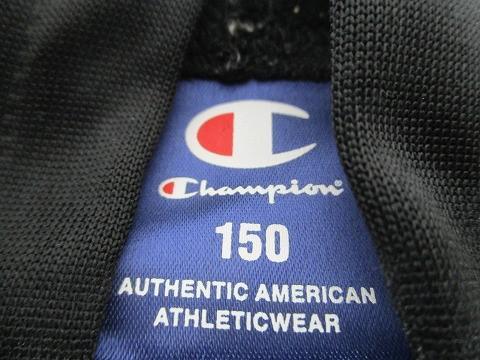 Champion
150
AUTHENTIC AMERICAN
ATHLETICWEAR